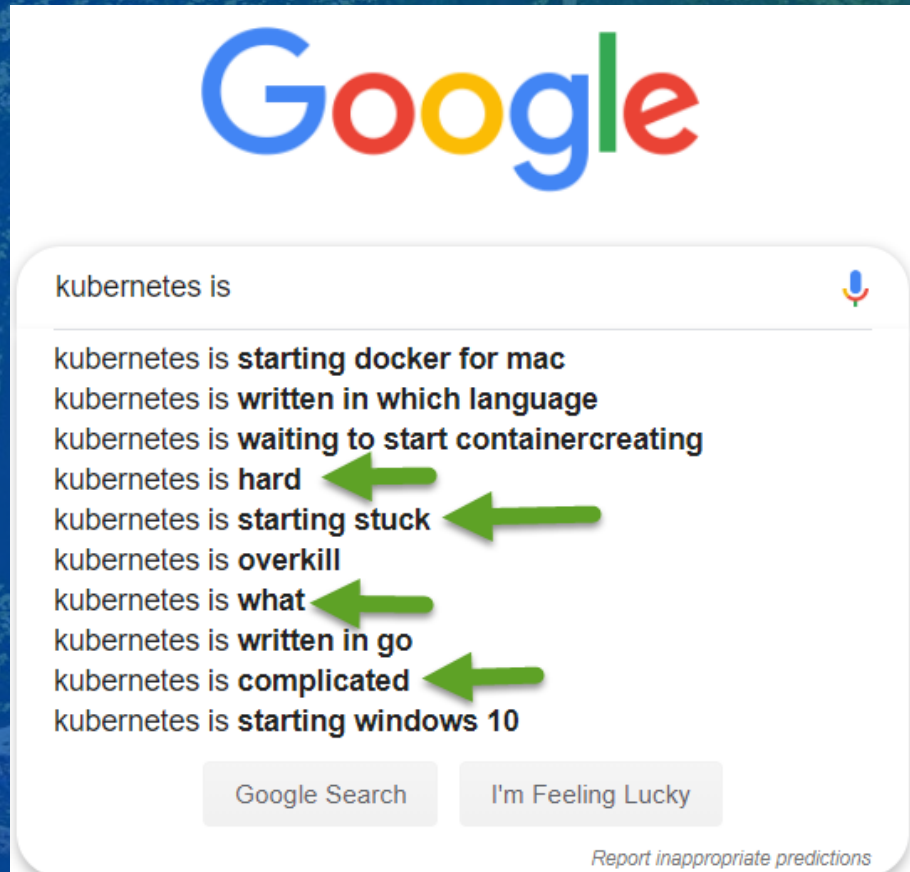 Google
kubernetes is
kubernetes is starting docker for mac
kubernetes is written in which language
kubernetes is waiting to start containercreating
kubernetes is hard
kubernetes is starting stuck
kubernetes is overkill
kubernetes is what
kubernetes is written in go
kubernetes is complicated
kubernetes is starting windows 10
Google Search I'm Feeling Lucky
Report inappropriate predictions